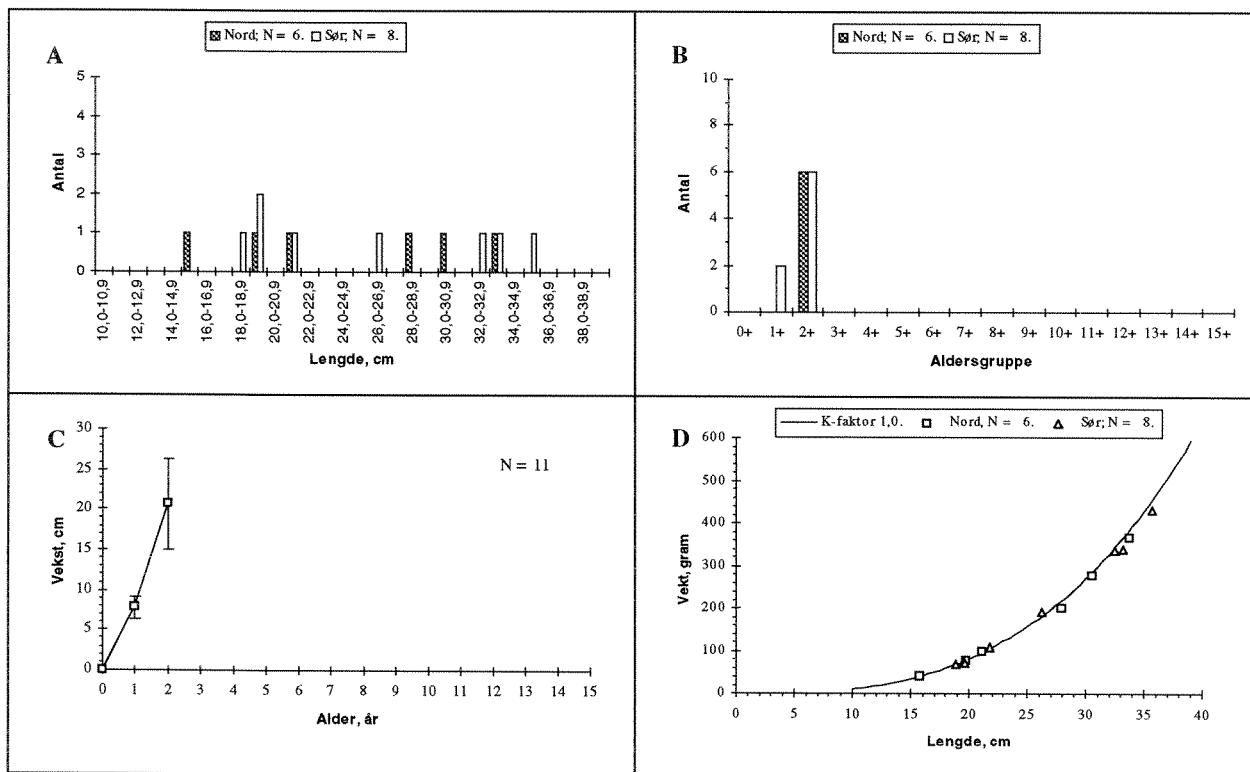 A
Nord; N = 6. Sør; N = 8.
Antal
5
4
3
2
1
0
10,0-10,9
12,0-12,9
14,0-14,9
16,0-16,9
18,0-18,9
20,0-20,9
22,0-22,9
24,0-24,9
26,0-26,9
28,0-28,9
30,0-30,9
32,0-32,9
34,0-34,9
36,0-36,9
38,0-38,9
Lengde, cm
B
Nord; N = 6. Sør; N = 8.
Antal
10
8
6
4
2
0
0+ 1+ 2+ 3+ 4+ 5+ 6+ 7+ 8+ 9+ 10+ 11+ 12+ 13+ 14+ 15+
Aldersgruppe
C
N = 11
Vekst, cm
30
25
20
15
10
5
0
0 1 2 3 4 5 6 7 8 9 10 11 12 13 14 15
Alder, år
D
K-faktor 1,0. Nord, N = 6. Sør; N = 8.
Vekt, gram
600
500
400
300
200
100
0
0 5 10 15 20 25 30 35 40
Lengde, cm